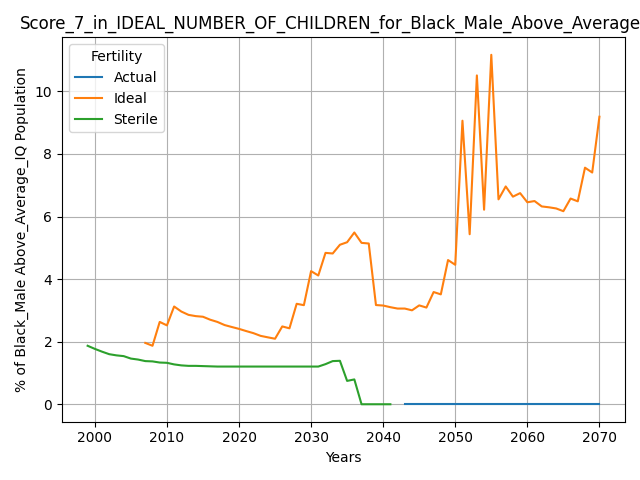 Score_7_in_IDEAL_NUMBER_OF_CHILDREN_for_Black_Male_Above_Average
Fertility
Actual
Ideal
Sterile
% of Black_Male Above_Average_IQ Population
10
8
6
4
2
0
2000 2010 2020 2030 2040 2050 2060 2070
Years